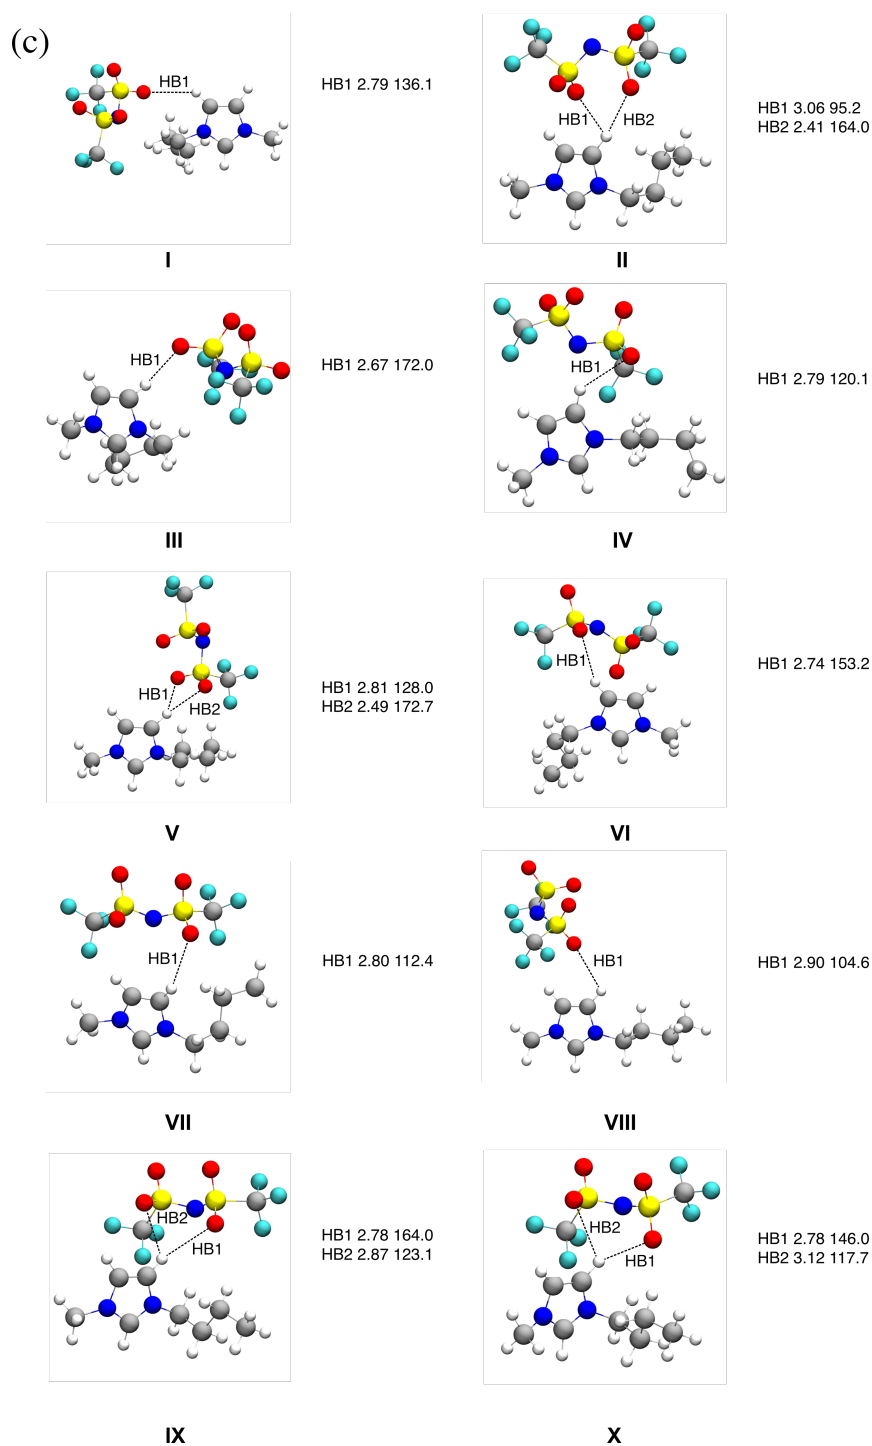 (c)
HB1
HB1 2.79 136.1
I
HB1
HB2
HB1 3.06 95.2
HB2 2.41 164.0
II
HB1
HB1 2.67 172.0
III
HB1
HB1 2.79 120.1
IV
HB1
HB2
HB1 2.81 128.0
HB2 2.49 172.7
V
HB1
HB1 2.74 153.2
VI
HB1
HB1 2.80 112.4
VII
HB1
HB1 2.90 104.6
VIII
HB2
HB1
HB1 2.78 164.0
HB2 2.87 123.1
IX
HB2
HB1
HB1 2.78 146.0
HB2 3.12 117.7
X